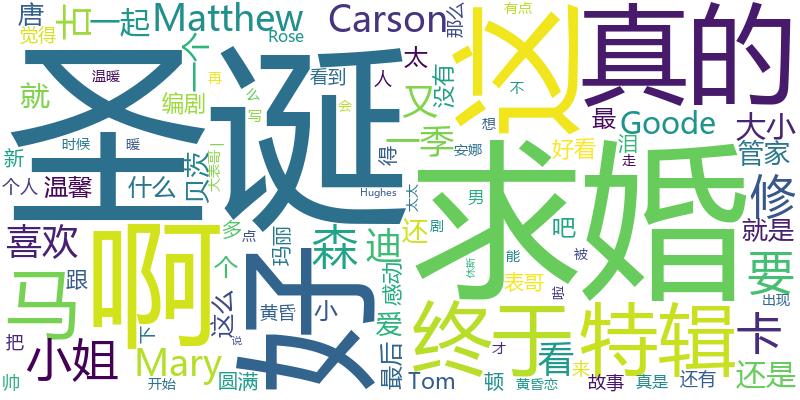 唐
古
一起
Matthew
Carson
那么
有点
真的
觉得
Rose
一个
温暖
看到
太
人
没有
这
就
编剧
再
么
写
会
又
不
最
Goode
大小
圣诞
得
一季
想
好看
泪
管家
新
时候
暖
贝茨
大表哥
安娜
走
个人
温馨
什么
Hughes
太太
男
求婚
修
喜欢
啊
多
点
玛丽
好
森
迪
还
剧
吧
就是
跟
个
感动
能
被
要
表哥
马
这么
黄昏
小
爱
终于
特辑
出现
把
下
说
才
看
卡
小姐
Mary
最后
Tom
顿
来
故事
还是
帅
开始
圆满
黄昏恋
真是
还有